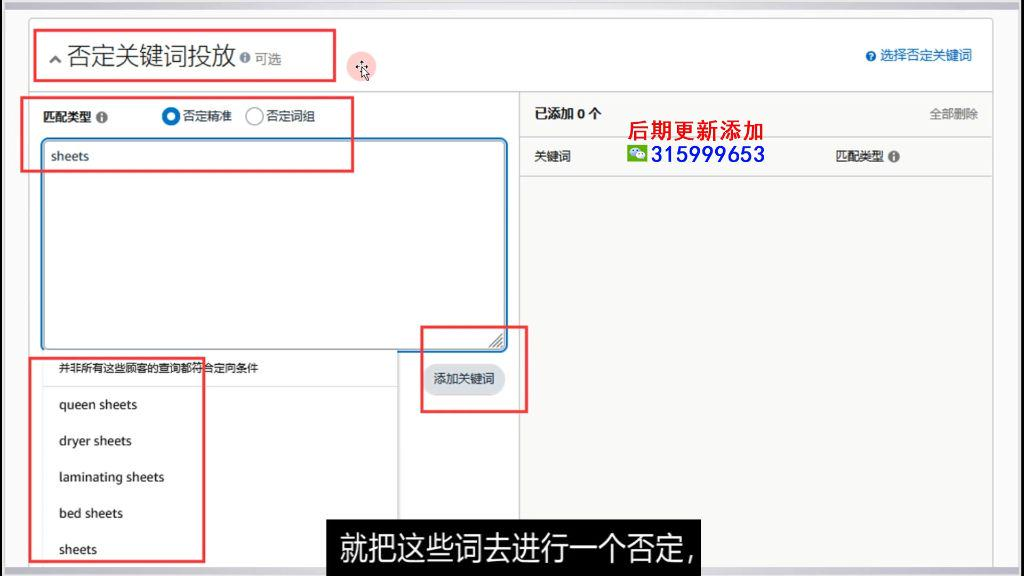 否定关键词投放 可选
选择否定关键词
匹配类型 否定精准 否定词组
已添加 0 个
全部删除
后期更新添加
315999653
关键词
匹配类型
sheets
并非所有这些顾客的查询都符合定向条件
添加关键词
queen sheets
dryer sheets
laminating sheets
bed sheets
sheets
就把这些词去进行一个否定，